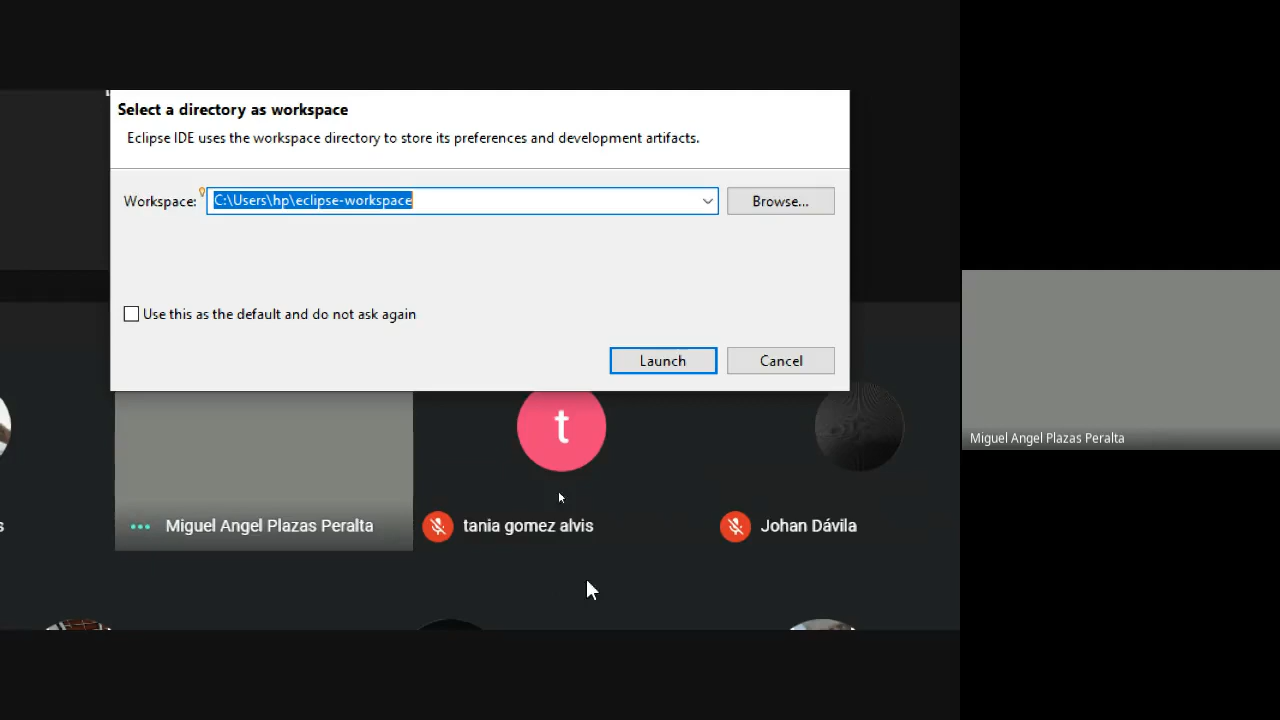 Select a directory as workspace
Eclipse IDE uses the workspace directory to store its preferences and development artifacts.
Workspace: C:\Users\hp\eclipse-workspace Browse...
Use this as the default and do not ask again
Launch Cancel
t
Miguel Angel Plazas Peralta
s Miguel Angel Plazas Peralta tania gomez alvis Johan Dávila